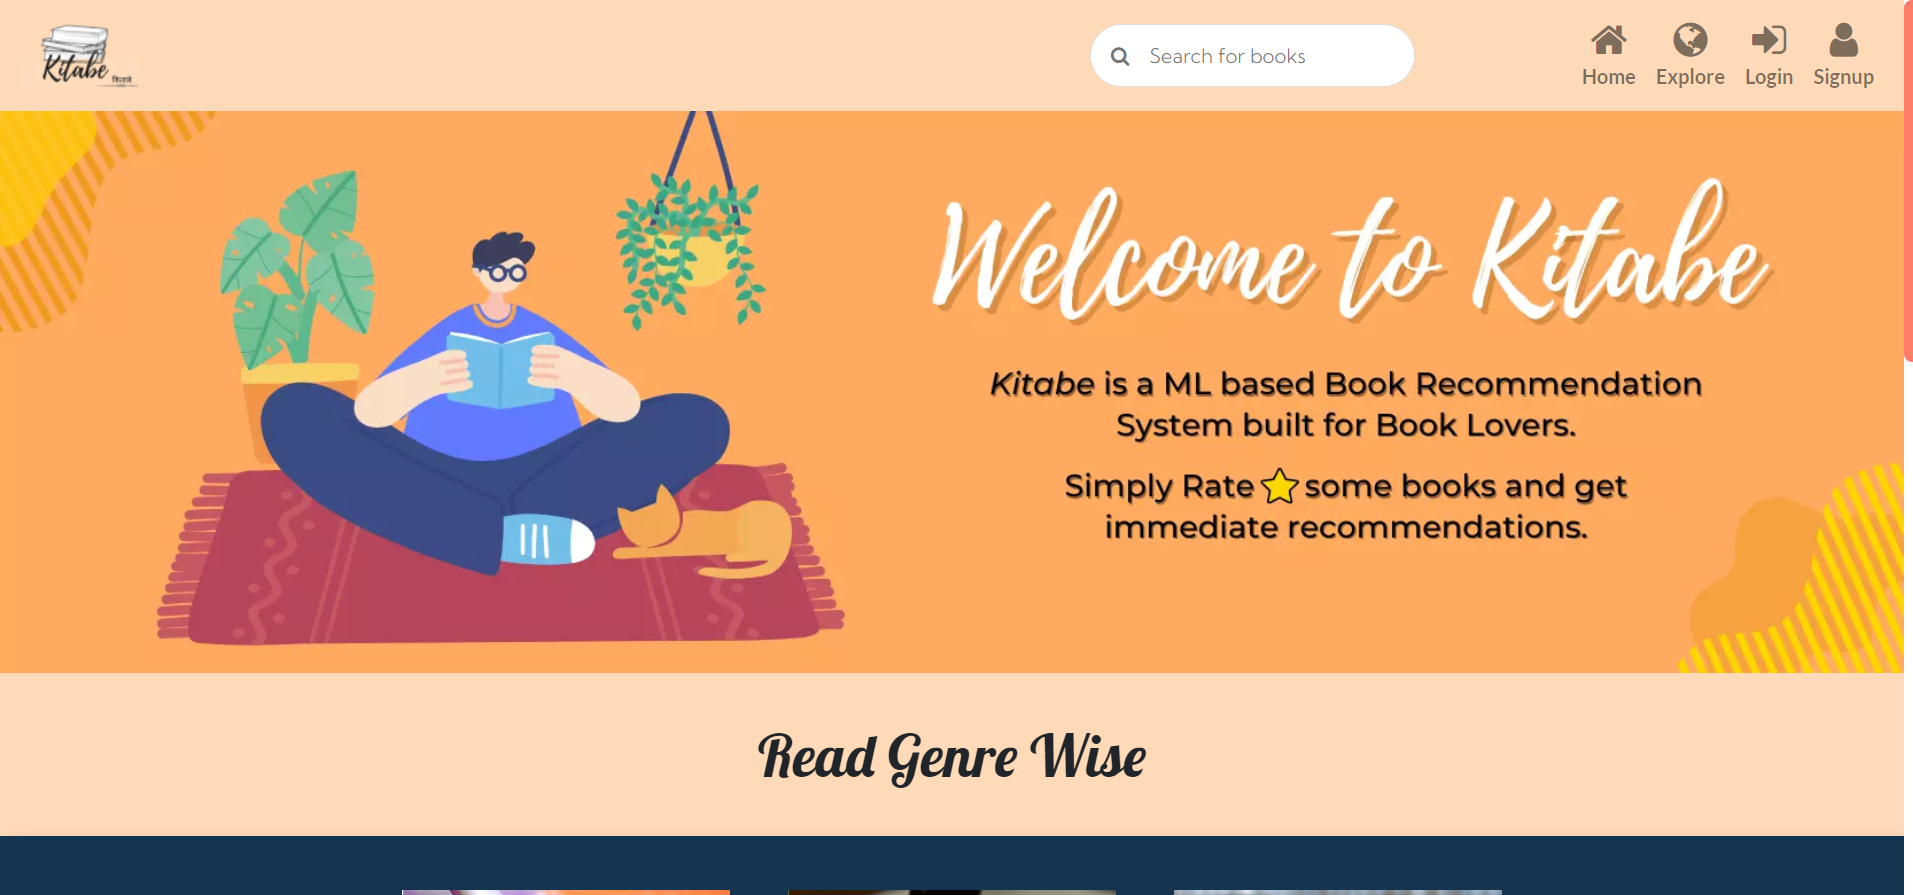 Kitabe
Search for books
Home
Explore
Login
Signup
Welcome to Kitabe
Kitabe is a ML based Book Recommendation
System built for Book Lovers.
Simply Rate some books and get
immediate recommendations.
Read Genre Wise